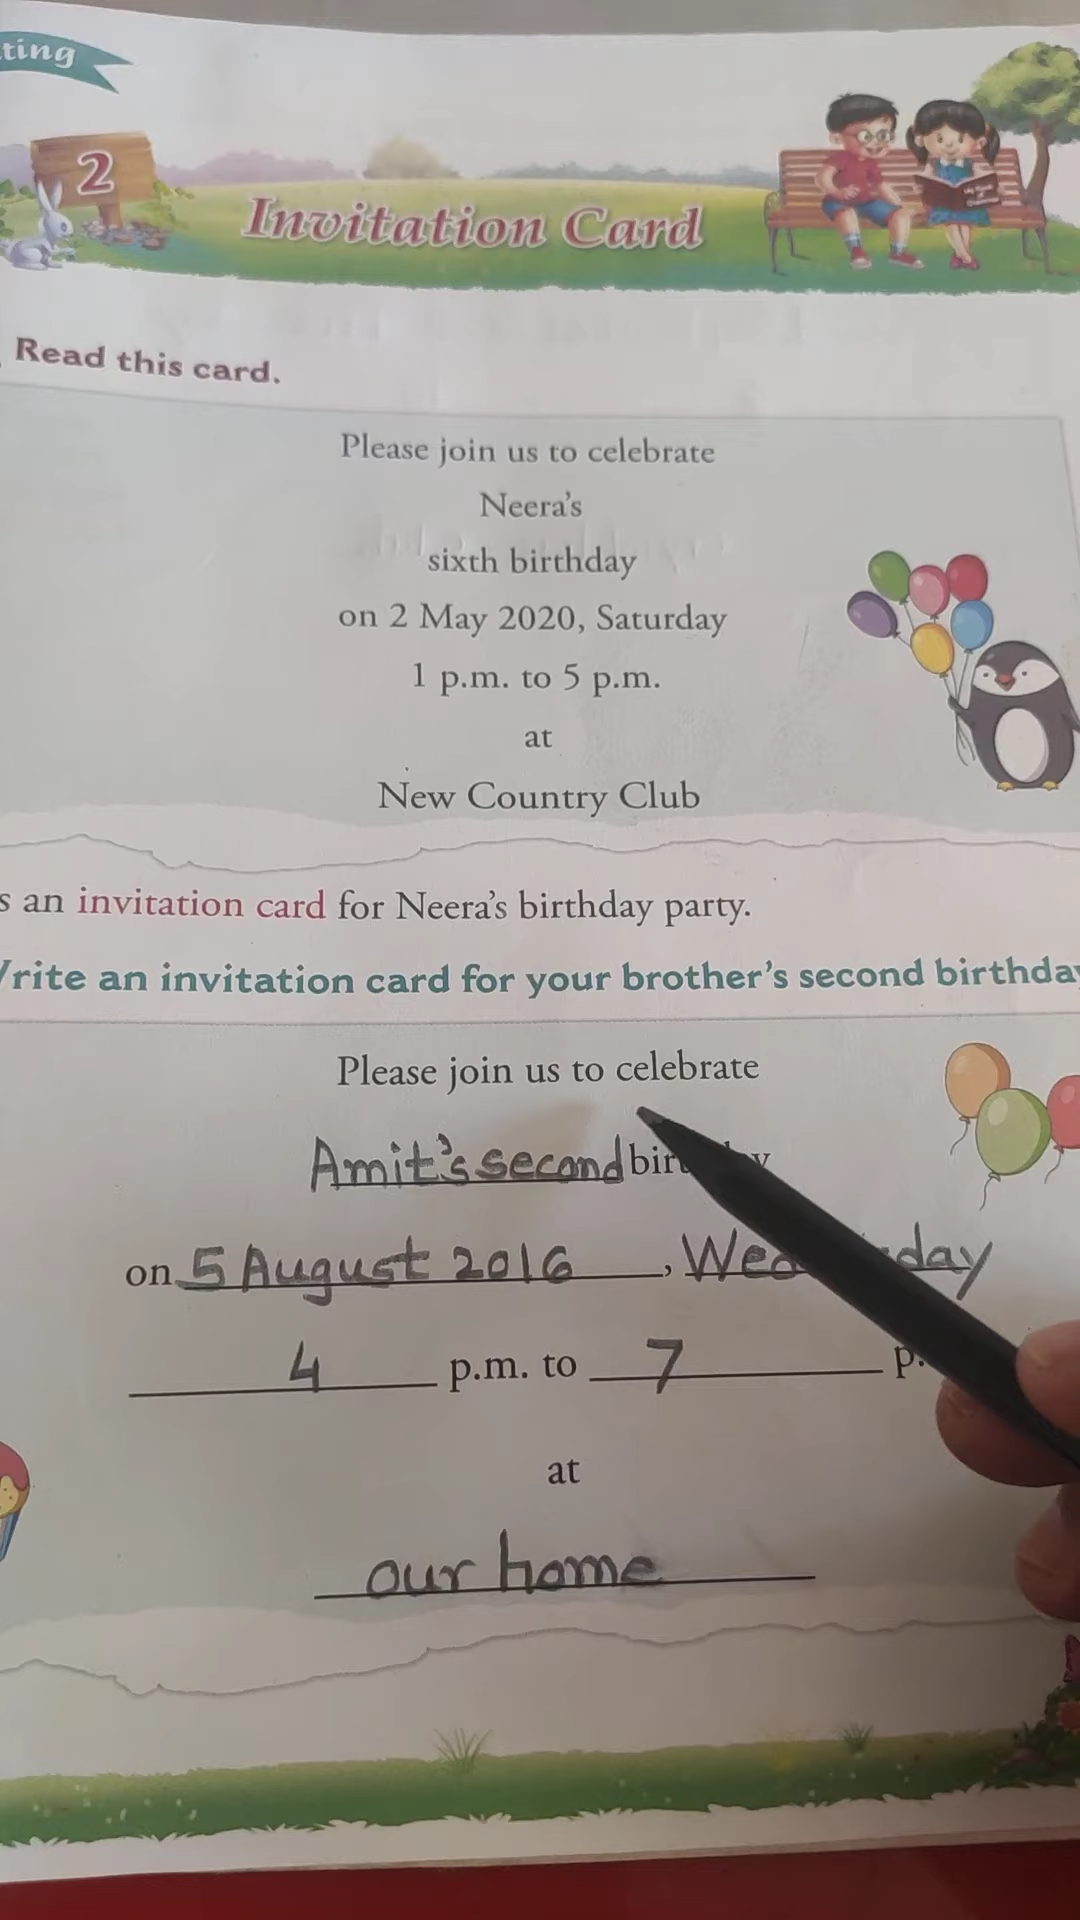 ting
2
Invitation Card
Read this card.
Please join us to celebrate
Neera's
sixth birthday
on 2 May 2020, Saturday
1 p.m. to 5 p.m.
at
New Country Club
s an invitation card for Neera's birthday party.
rite an invitation card for your brother's second birthday
Please join us to celebrate
Amit's second
on 5 August 2016,
4 p.m. to 7
at
our home